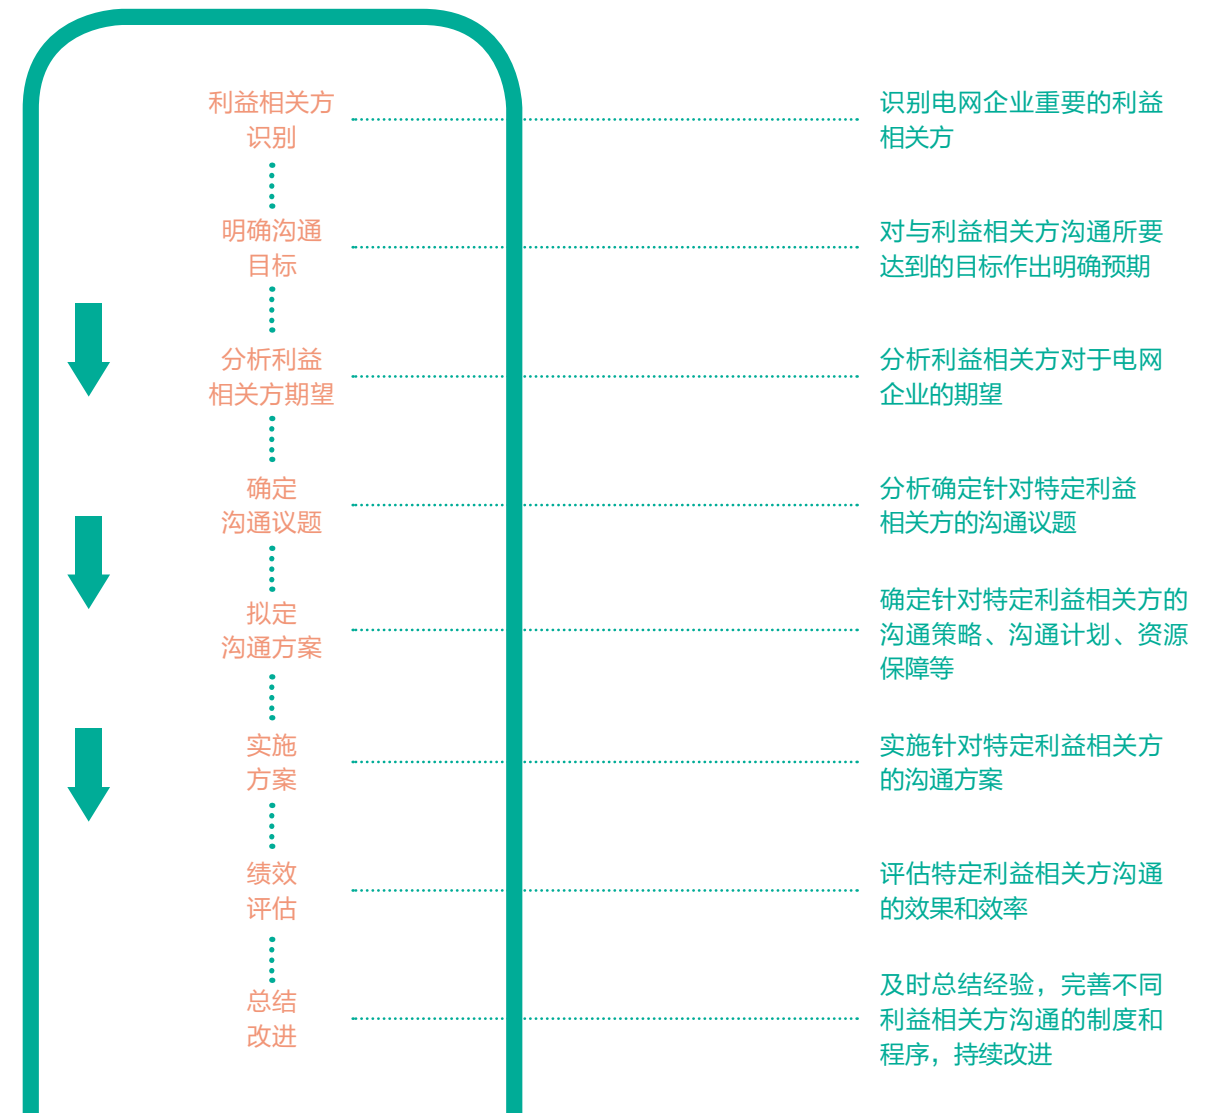 利益相关方
识别
识别电网企业重要的利益
相关方
明确沟通
目标
对与利益相关方沟通所要
达到的目标作出明确预期
分析利益
相关方期望
分析利益相关方对于电网
企业的期望
确定
沟通议题
分析确定针对特定利益
相关方的沟通议题
拟定
沟通方案
确定针对特定利益相关方的
沟通策略、沟通计划、资源
保障等
实施
方案
实施针对特定利益相关方
的沟通方案
绩效
评估
评估特定利益相关方沟通
的效果和效率
总结
改进
及时总结经验，完善不同
利益相关方沟通的制度和
程序，持续改进